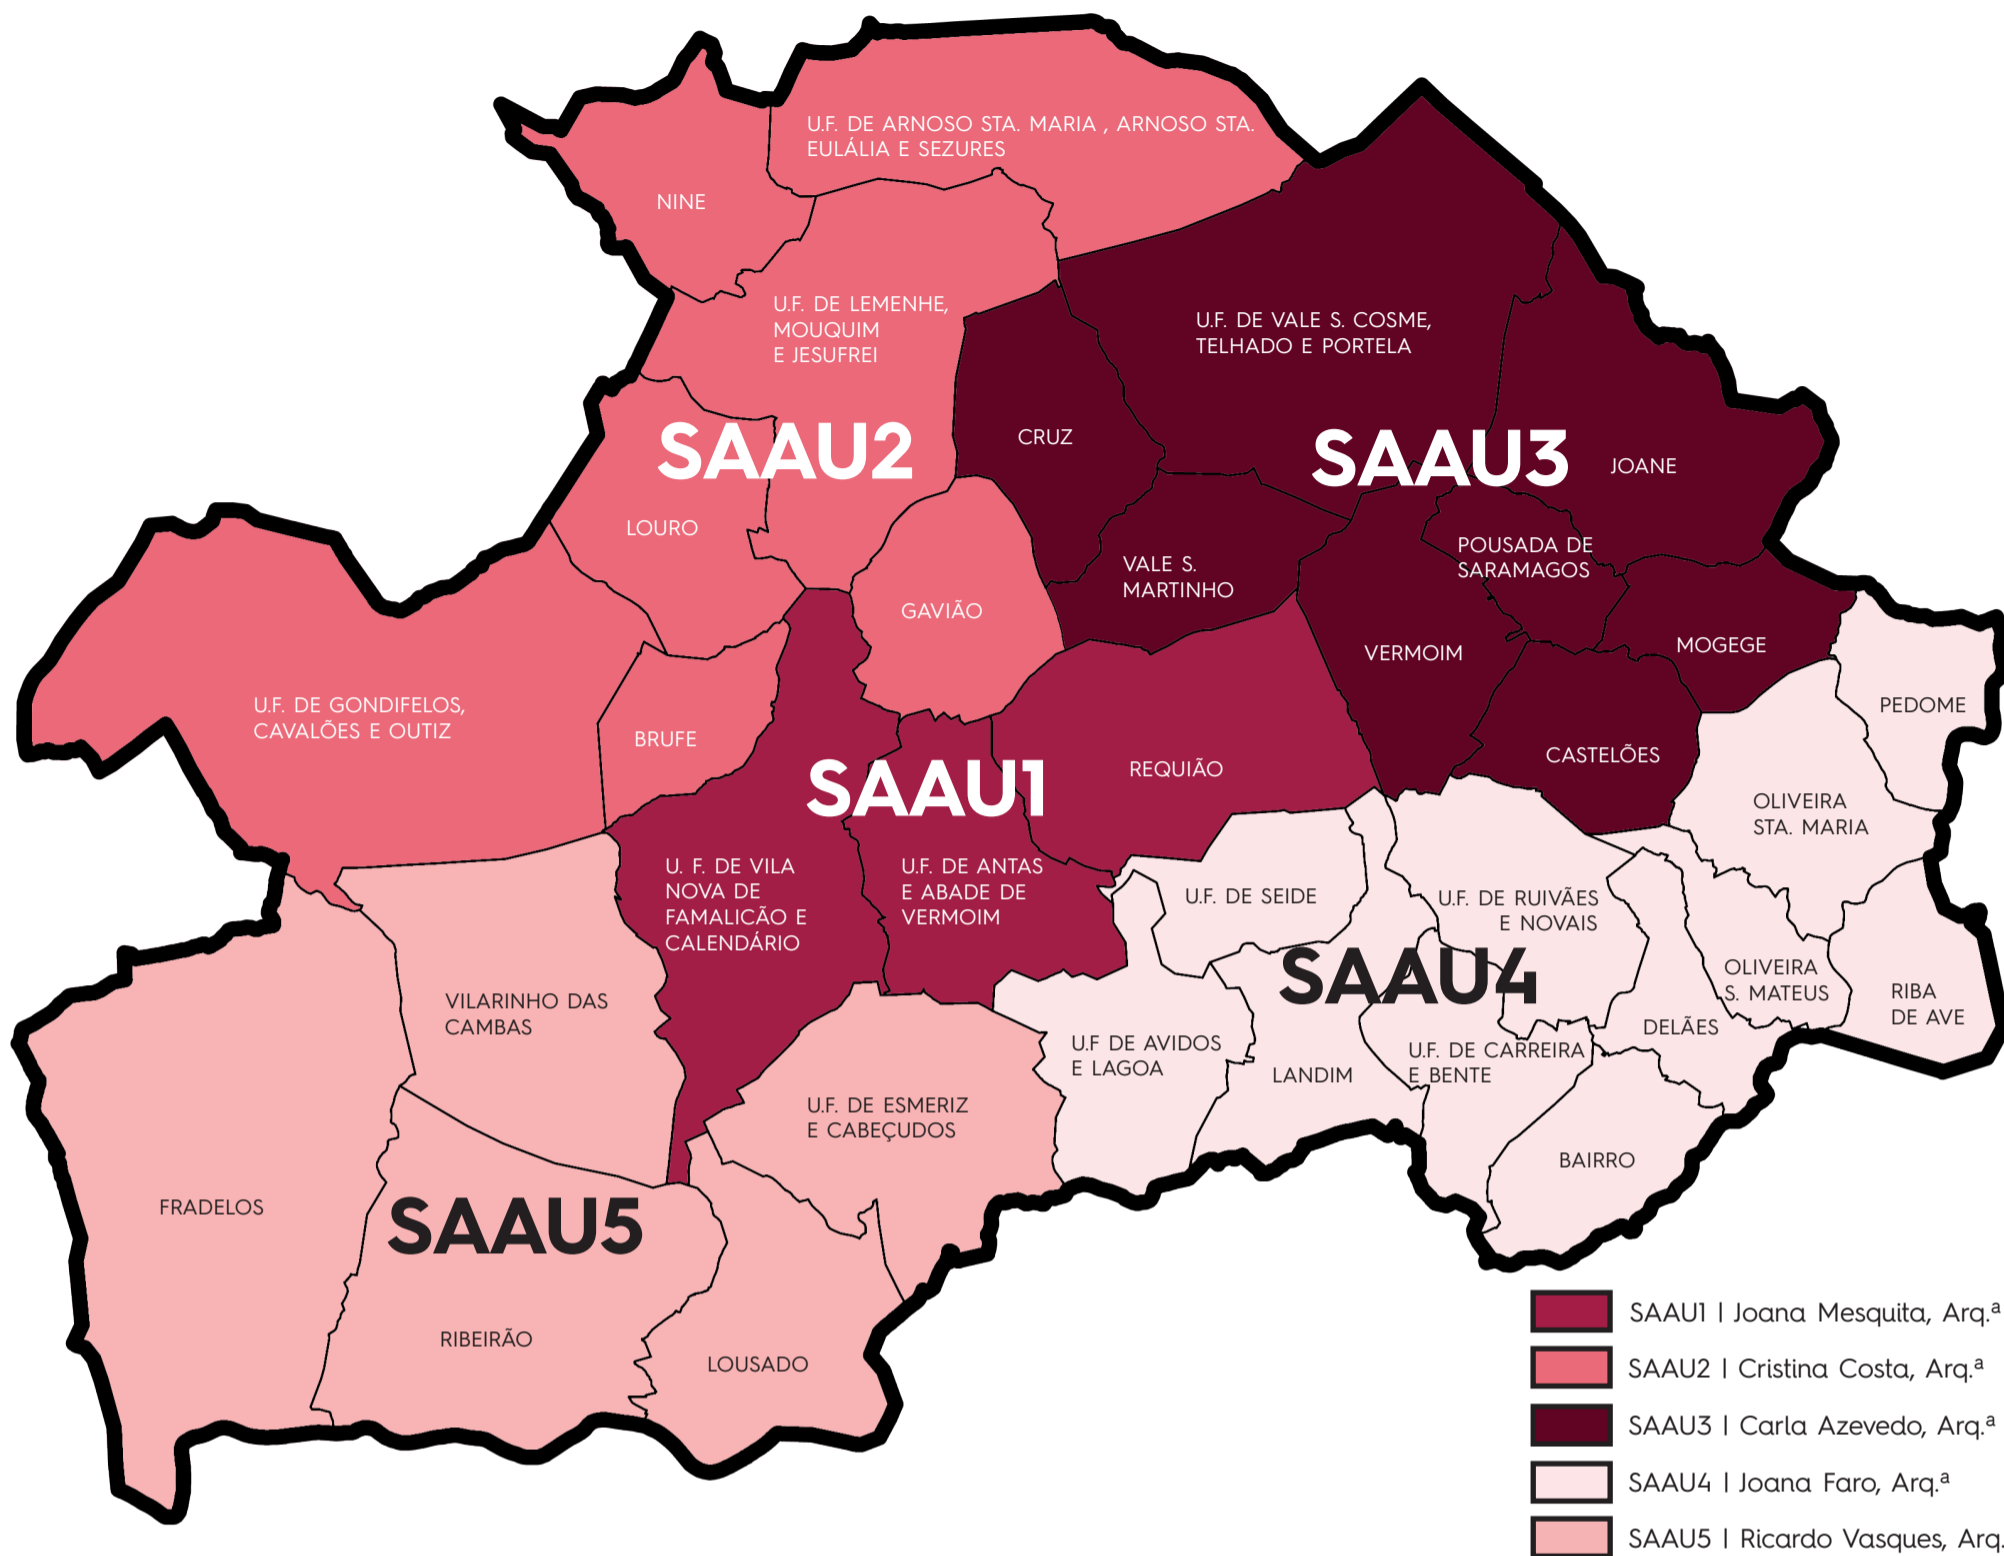 U.F. DE ARNOSO STA. MARIA , ARNOSO STA.
EULÁLIA E SEZURES
NINE
U.F. DE LEMENHE,
MOUQUIM
E JESUFREI
U.F. DE VALE S. COSME,
TELHADO E PORTELA
CRUZ
SAAU2
SAAU3
JOANE
LOURO
POUSADA DE
SARAMAGOS
VALE S.
MARTINHO
GAVIÃO
VERMOIM
MOGEGE
U.F. DE GONDIFELOS,
CAVALÕES E OUTIZ
BRUFE
PEDOME
CASTELÕES
SAAU1
REQUIÃO
OLIVEIRA
STA. MARIA
U. F. DE VILA
NOVA DE
FAMALICÃO E
CALENDÁRIO
U.F. DE ANTAS
E ABADE DE
VERMOIM
U.F. DE SEIDE
U.F. DE RUIVÃES
E NOVAIS
SAAU4
OLIVEIRA
S. MATEUS
RIBA
DE AVE
VILARINHO DAS
CAMBAS
DELÃES
U.F DE AVIDOS
E LAGOA
LANDIM
U.F. DE CARREIRA
E BENTE
U.F. DE ESMERIZ
E CABEÇUDOS
BAIRRO
FRADELOS
SAAU5
RIBEIRÃO
LOUSADO
SAAU1 | Joana Mesquita, Arq.ª
SAAU2 | Cristina Costa, Arq.ª
SAAU3 | Carla Azevedo, Arq.ª
SAAU4 | Joana Faro, Arq.ª
SAAU5 | Ricardo Vasques, Arq.